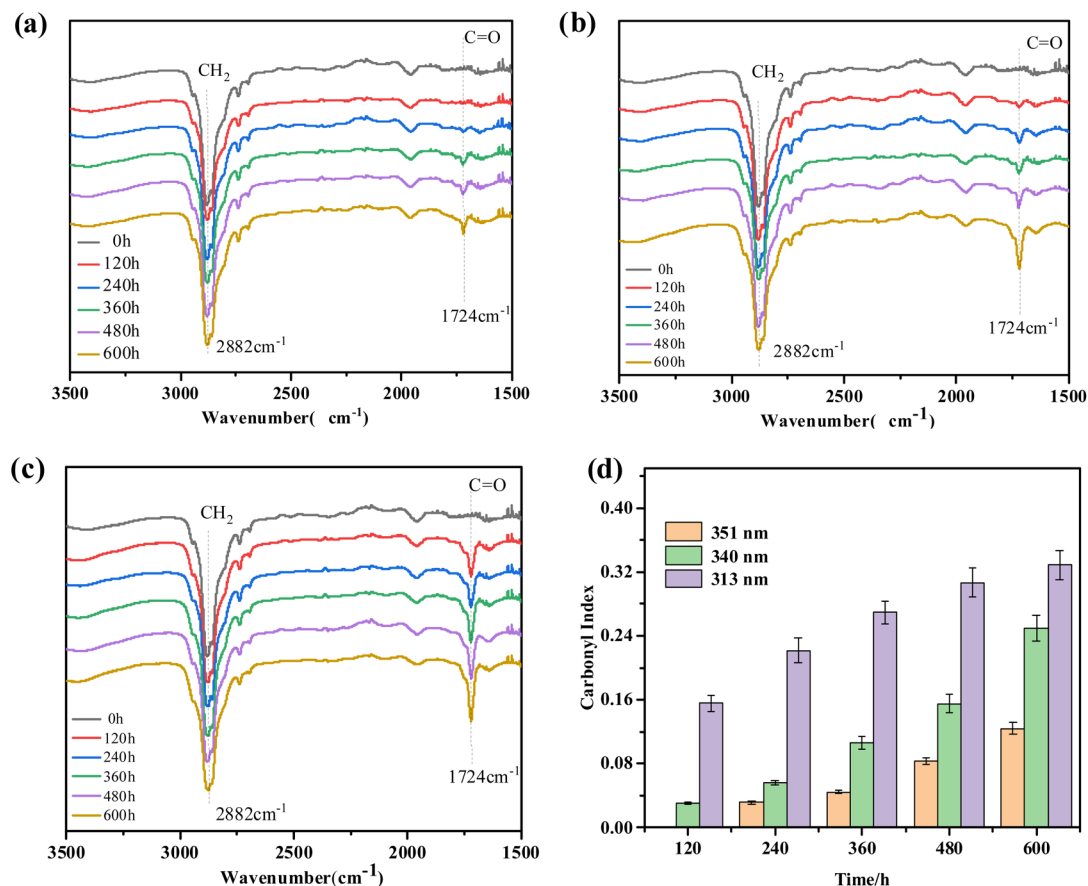 (a)
C=O
CH2
0h
120h
240h
360h
480h
600h
2882cm-1
1724cm-1
3500 3000 2500 2000 1500
Wavenumber( cm-1)
(b)
C=O
CH2
0h
120h
240h
360h
480h
600h
2882cm-1
1724cm-1
3500 3000 2500 2000 1500
Wavenumber( cm-1)
(c)
C=O
CH2
0h
120h
240h
360h
480h
600h
2882cm-1
1724cm-1
3500 3000 2500 2000 1500
Wavenumber(cm-1)
(d)
Carbonyl Index
0.40
0.32
0.24
0.16
0.08
0.00
351 nm
340 nm
313 nm
120 240 360 480 600
Time/h